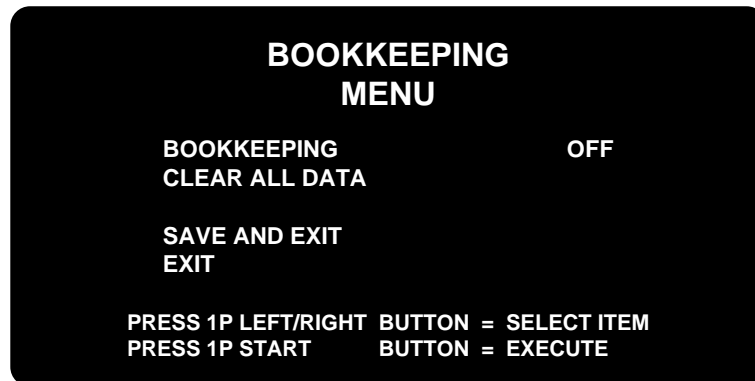 BOOKKEEPING
MENU
BOOKKEEPING OFF
CLEAR ALL DATA
SAVE AND EXIT
EXIT
PRESS 1P LEFT/RIGHT BUTTON = SELECT ITEM
PRESS 1P START BUTTON = EXECUTE